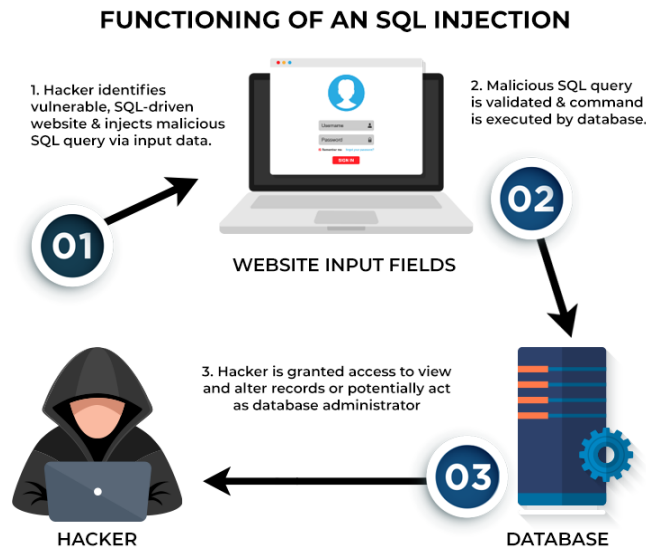 FUNCTIONING OF AN SQL INJECTION
1. Hacker identifies
vulnerable, SQL-driven
website & injects malicious
SQL query via input data.
Username
Password
Remember me
SIGN IN
2. Malicious SQL query
is validated & command
is executed by database.
01
02
WEBSITE INPUT FIELDS
3. Hacker is granted access to view
and alter records or potentially act
as database administrator
03
HACKER
DATABASE